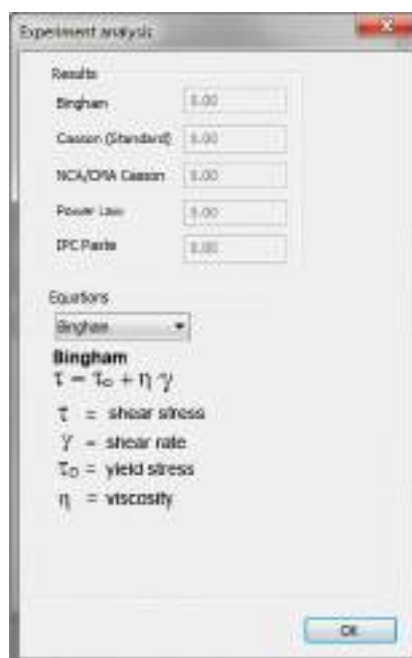 Experiment analysis
Results
Bingham 0.00
Casson (Standard) 0.00
NCA/CMA Casson 0.00
Power Law 0.00
IPC Paste 0.00
Equations
Bingham
Bingham
τ = τ₀ + η γ
τ = shear stress
γ = shear rate
τ₀ = yield stress
η = viscosity
OK